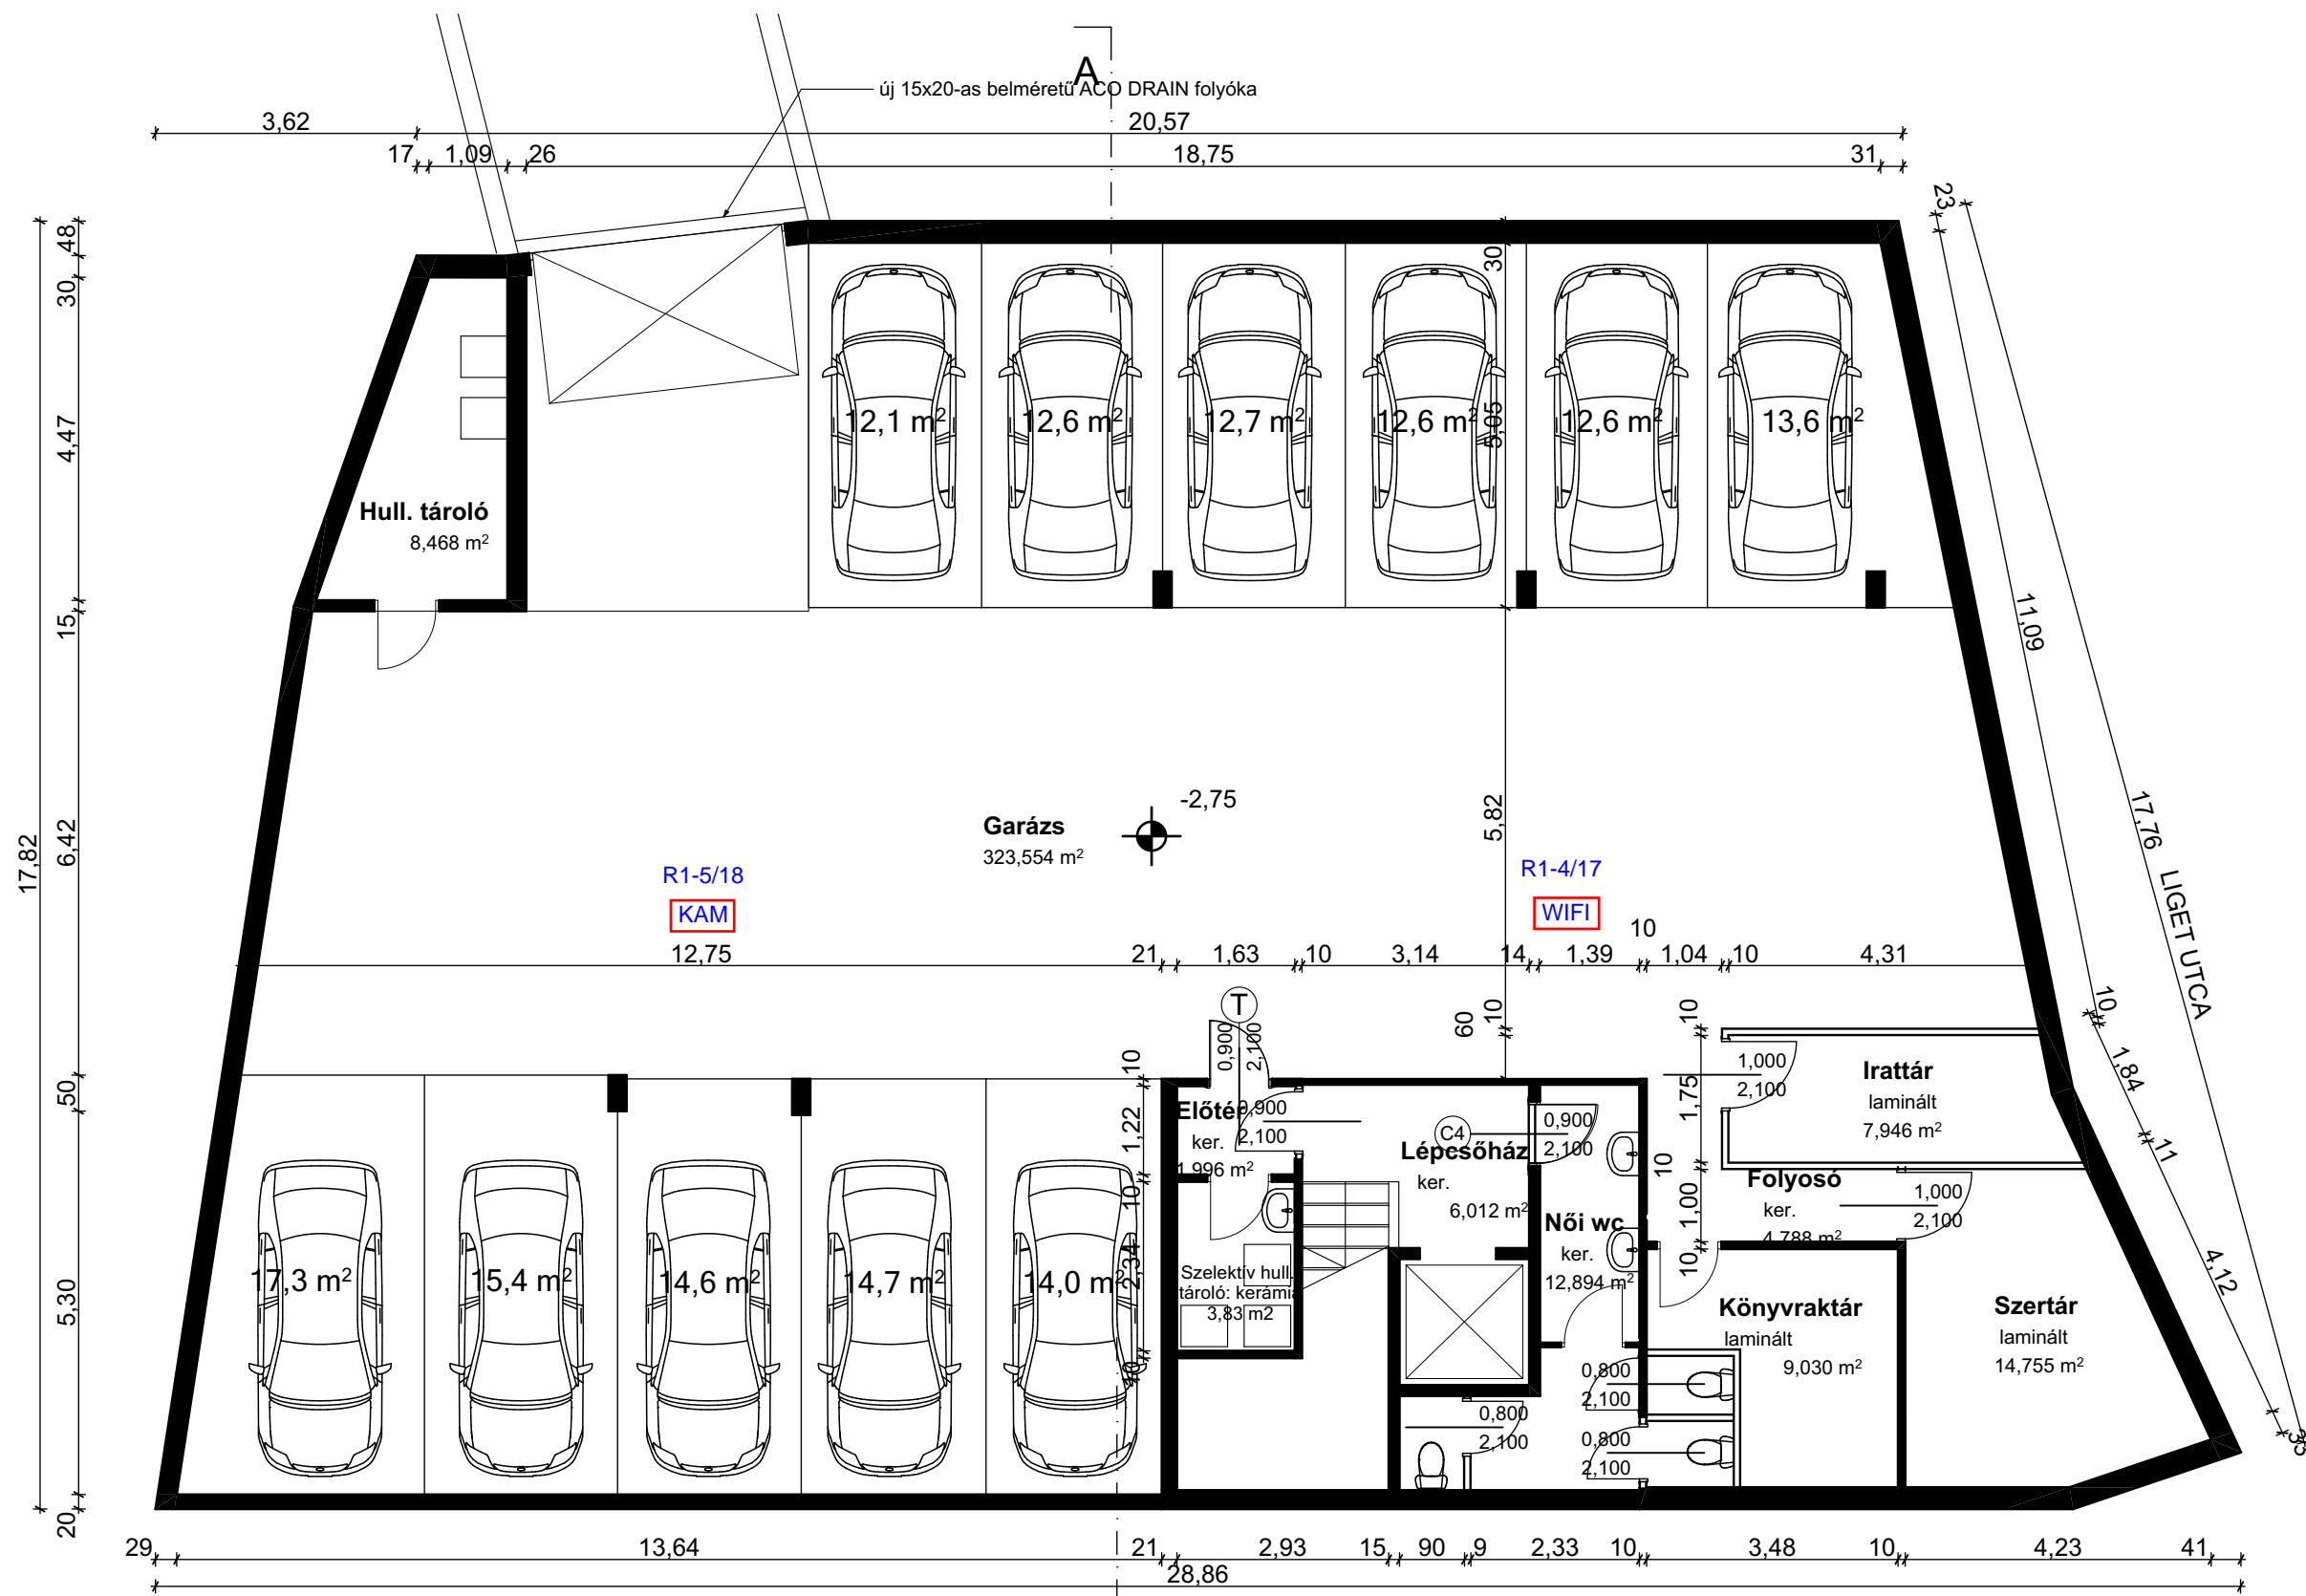 A
új 15x20-as belméretű ACO DRAIN folyóka
3,62
20,57
17
1,09
26
18,75
31
23
48
30
4,47
15
6,42
50
5,30
20
17,82
30
5,05
5,82
12,1 m²
12,6 m²
12,7 m²
12,6 m²
12,6 m²
13,6 m²
Hull. tároló
8,468 m²
11,09
17,76
LIGET UTCA
-2,75
Garázs
323,554 m²
R1-5/18
KAM
R1-4/17
WIFI
10
12,75
21
1,63
10
3,14
14
1,39
1,04
10
4,31
T
0,900
2,100
60
10
10
10
1,84
11
4,12
10
1,22
10
2,34
10
1,75
10
1,00
10
Előtér
ker.
1,996 m²
0,900
2,100
C4
0,900
2,100
Lépcsőház
ker.
6,012 m²
1,000
2,100
Irattár
laminált
7,946 m²
Folyosó
ker.
4,788 m²
1,000
2,100
Női wc
ker.
12,894 m²
Szelektív hull.
tároló: kerámia
3,83 m2
17,3 m²
15,4 m²
14,6 m²
14,7 m²
14,0 m²
Könyvraktár
laminált
9,030 m²
Szertár
laminált
14,755 m²
0,800
2,100
0,800
2,100
0,800
2,100
29
13,64
21
2,93
15
90
9
2,33
10
3,48
10
4,23
41
28,86